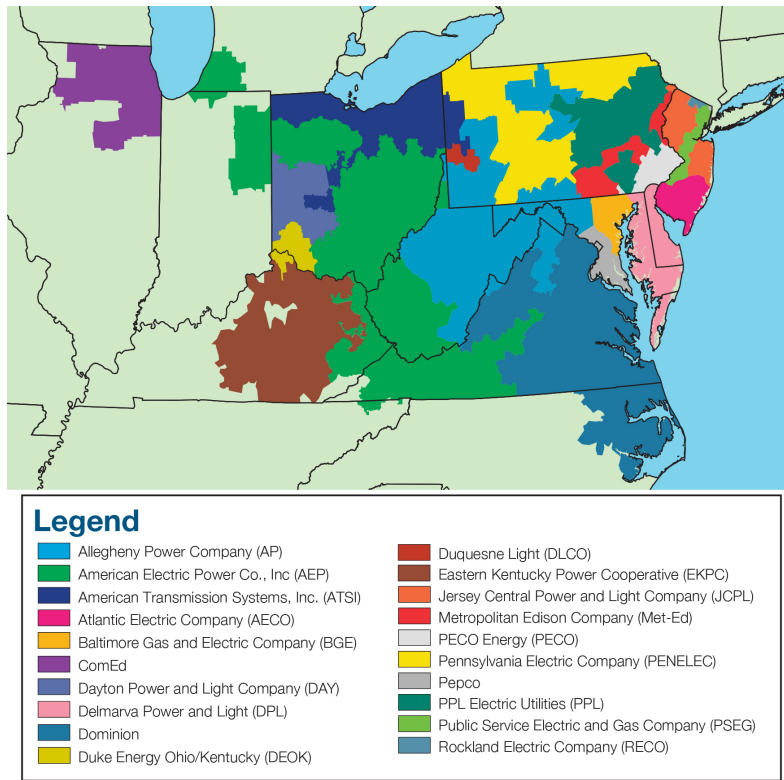 Legend
Allegheny Power Company (AP)
American Electric Power Co., Inc (AEP)
American Transmission Systems, Inc. (ATSI)
Atlantic Electric Company (AECO)
Baltimore Gas and Electric Company (BGE)
ComEd
Dayton Power and Light Company (DAY)
Delmarva Power and Light (DPL)
Dominion
Duke Energy Ohio/Kentucky (DEOK)
Duquesne Light (DLCO)
Eastern Kentucky Power Cooperative (EKPC)
Jersey Central Power and Light Company (JCPL)
Metropolitan Edison Company (Met-Ed)
PECO Energy (PECO)
Pennsylvania Electric Company (PENELEC)
Pepco
PPL Electric Utilities (PPL)
Public Service Electric and Gas Company (PSEG)
Rockland Electric Company (RECO)